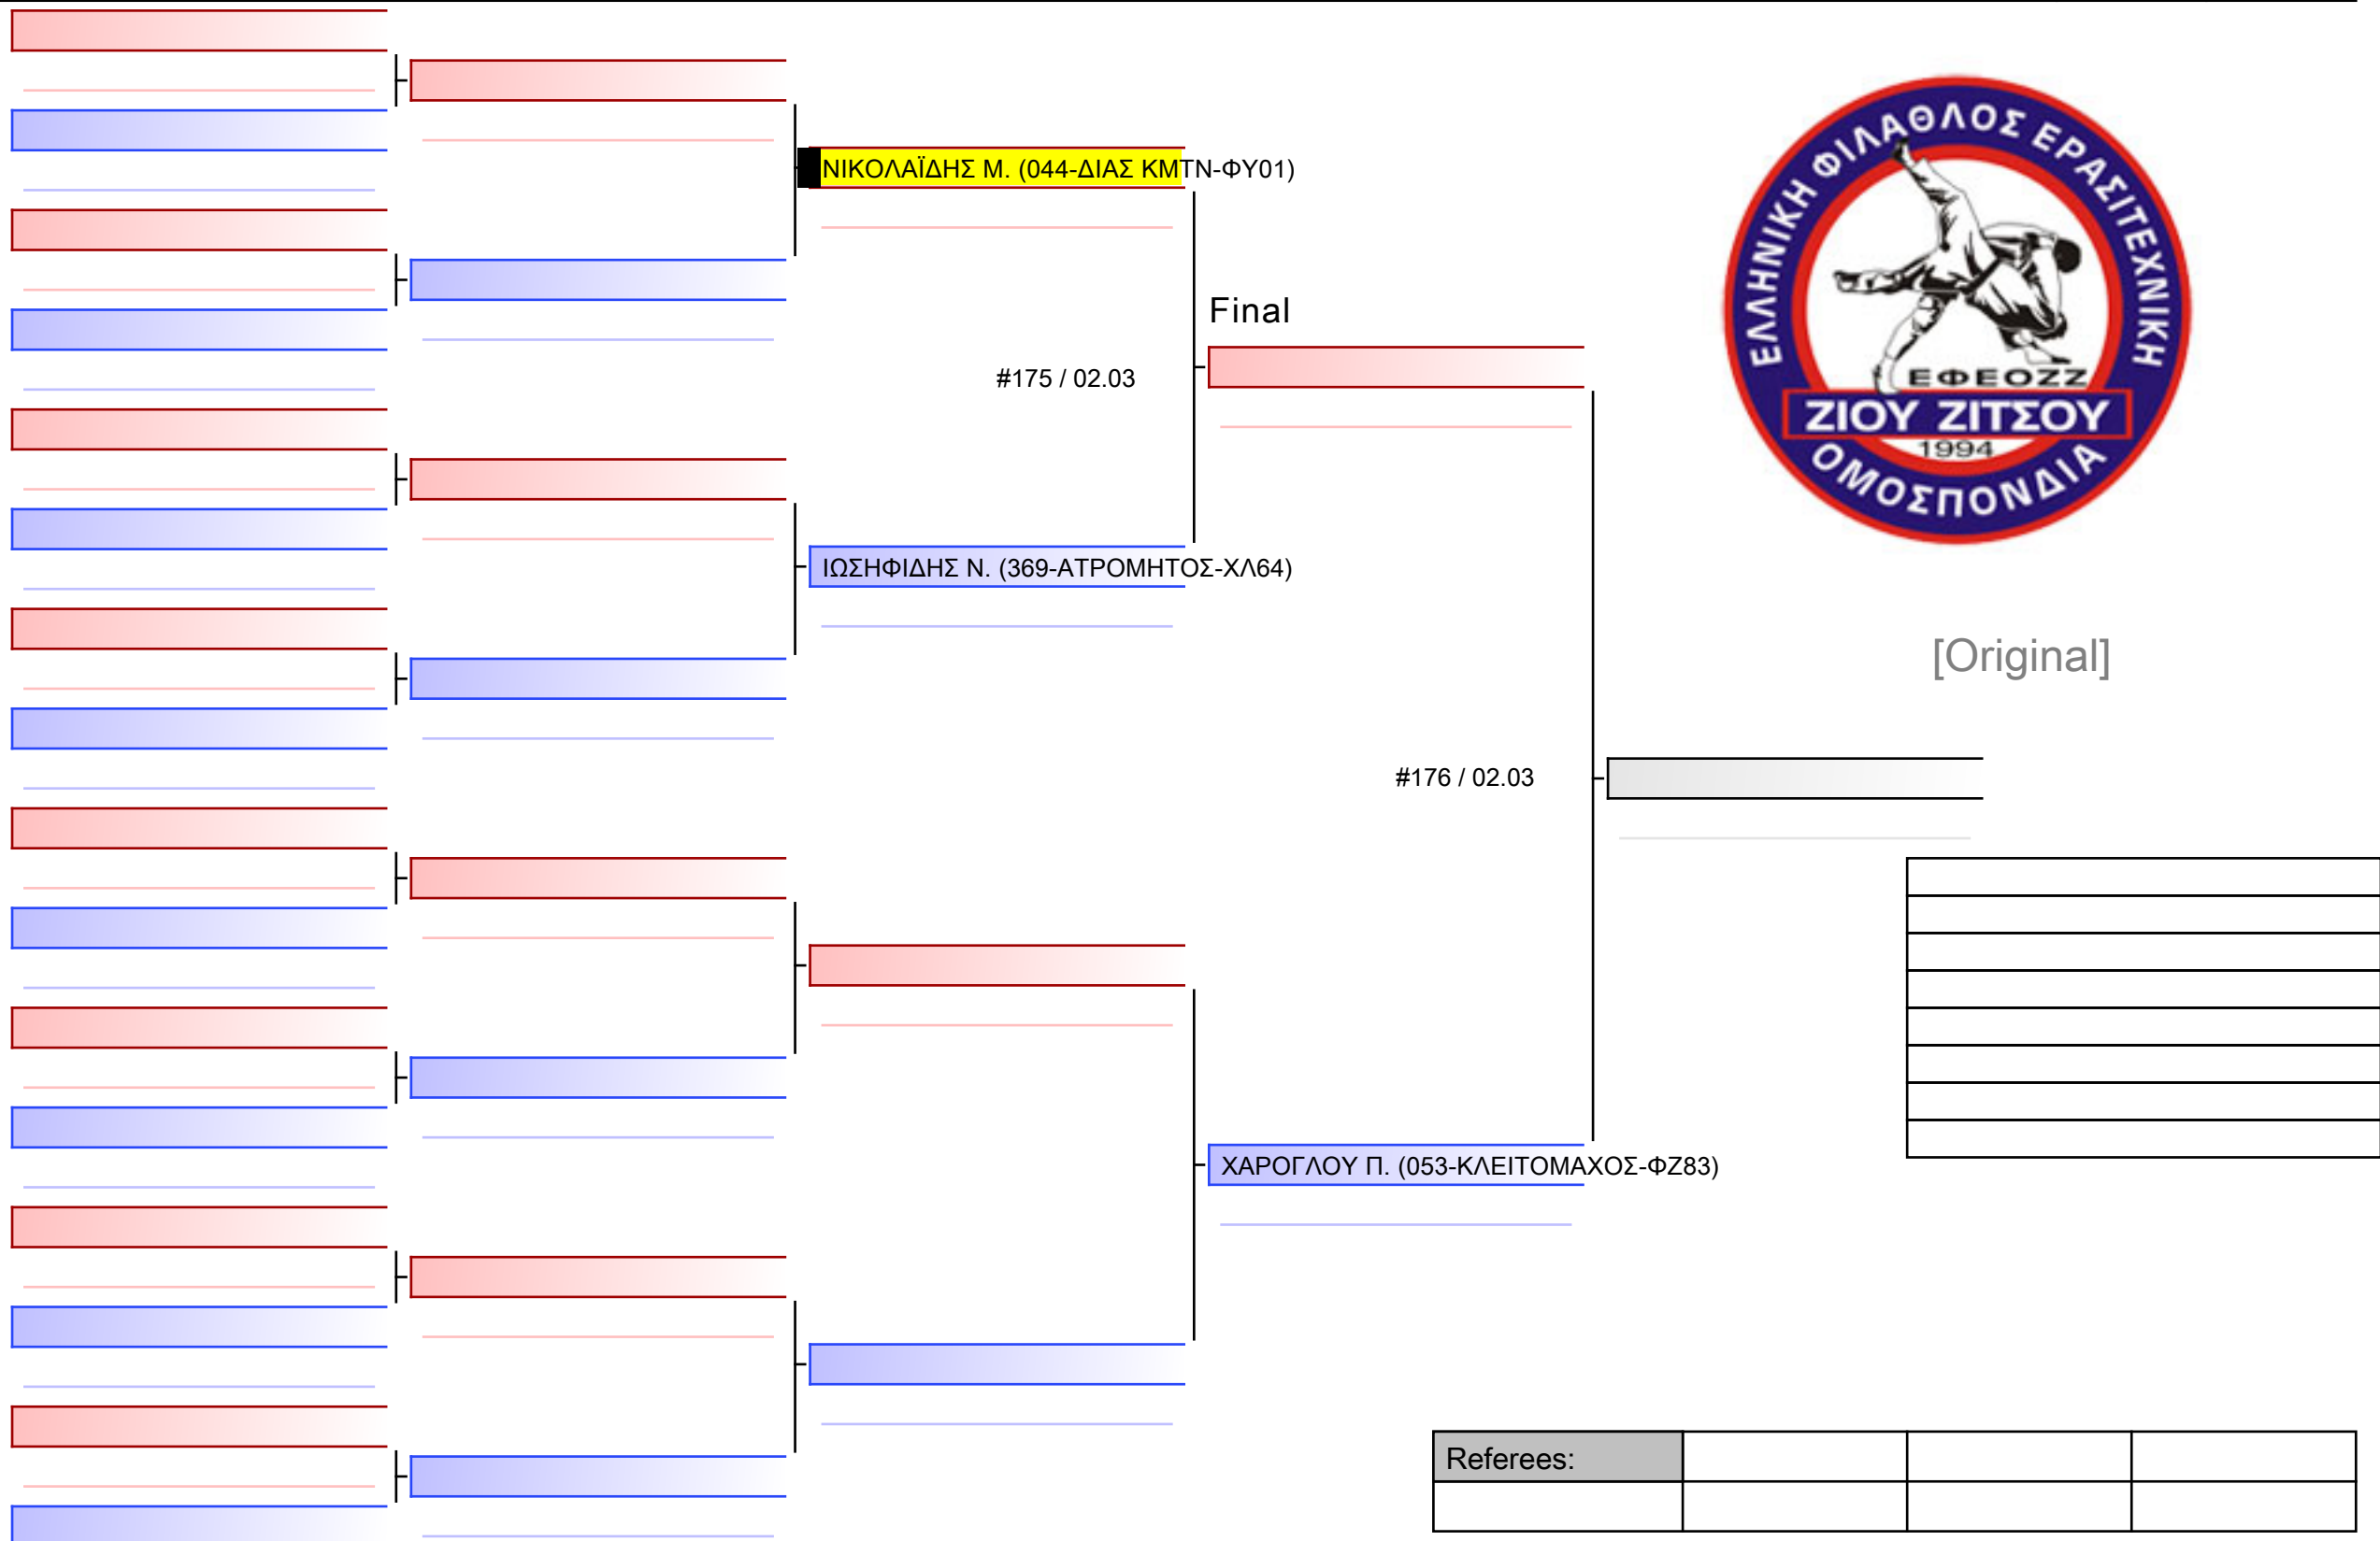 ΕΛΛΗΝΙΚΗ ΦΙΛΑΘΛΟΣ ΕΡΑΣΙΤΕΧΝΙΚΗ
ΝΙΚΟΛΑΪΔΗΣ Μ. (044-ΔΙΑΣ ΚΜΤΝ-ΦΥ01)
Final
#175 / 02.03
ΕΦΕΟΖΖ
ΖΙΟΥ ΖΙΤΣΟΥ
1994
ΟΜΟΣΠΟΝΔΙΑ
ΙΩΣΗΦΙΔΗΣ Ν. (369-ΑΤΡΟΜΗΤΟΣ-ΧΛ64)
[Original]
#176 / 02.03
ΧΑΡΟΓΛΟΥ Π. (053-ΚΛΕΙΤΟΜΑΧΟΣ-ΦΖ83)
Referees: